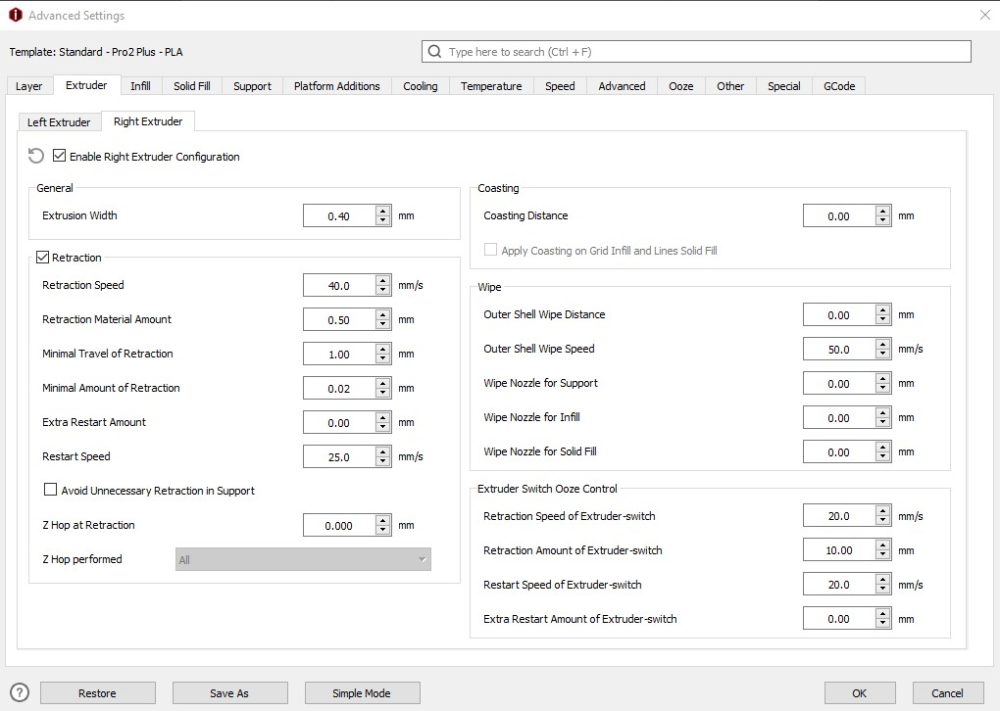 Advanced Settings
Template: Standard - Pro2 Plus - PLA
Type here to search (Ctrl + F)
Layer Extruder Infill Solid Fill Support Platform Additions Cooling Temperature Speed Advanced Ooze Other Special GCode
Left Extruder Right Extruder
Enable Right Extruder Configuration
General
Extrusion Width 0.40 mm
Retraction
Retraction Speed 40.0 mm/s
Retraction Material Amount 0.50 mm
Minimal Travel of Retraction 1.00 mm
Minimal Amount of Retraction 0.02 mm
Extra Restart Amount 0.00 mm
Restart Speed 25.0 mm/s
Avoid Unnecessary Retraction in Support
Z Hop at Retraction 0.000 mm
Z Hop performed All
Coasting
Coasting Distance 0.00 mm
Apply Coasting on Grid Infill and Lines Solid Fill
Wipe
Outer Shell Wipe Distance 0.00 mm
Outer Shell Wipe Speed 50.0 mm/s
Wipe Nozzle for Support 0.00 mm
Wipe Nozzle for Infill 0.00 mm
Wipe Nozzle for Solid Fill 0.00 mm
Extruder Switch Ooze Control
Retraction Speed of Extruder-switch 20.0 mm/s
Retraction Amount of Extruder-switch 10.00 mm
Restart Speed of Extruder-switch 20.0 mm/s
Extra Restart Amount of Extruder-switch 0.00 mm
? Restore Save As Simple Mode OK Cancel